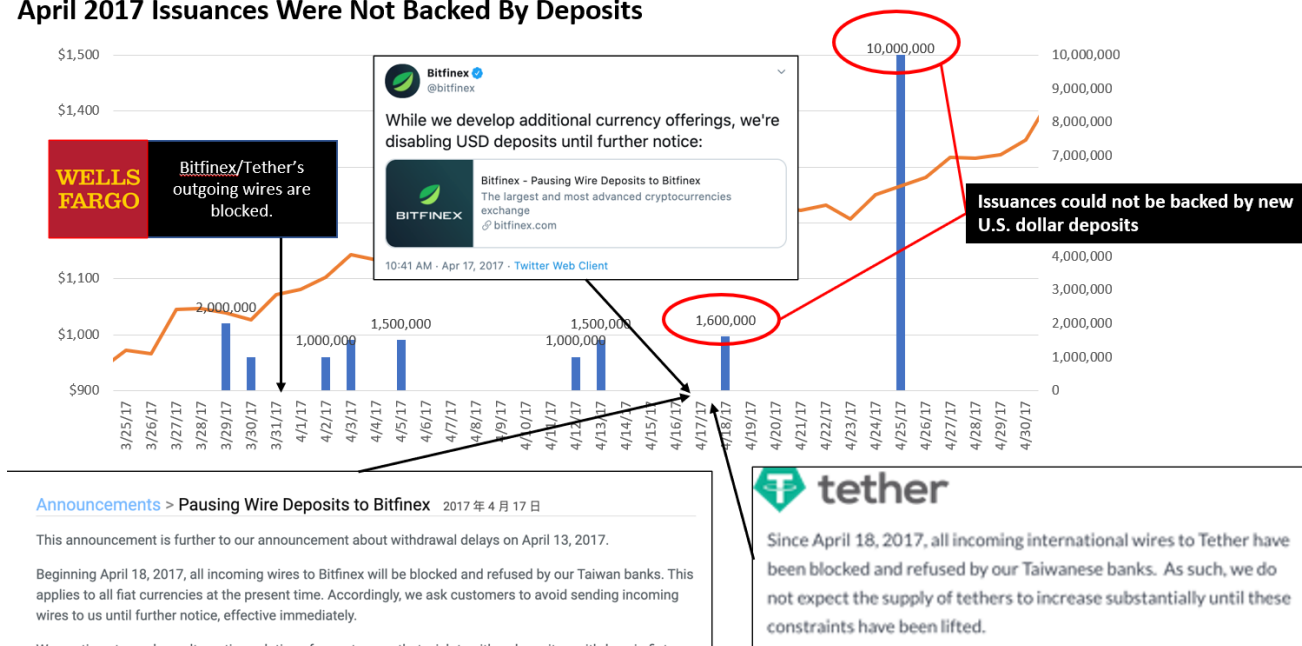 April 2017 Issuances Were Not Backed By Deposits
$1,500
$1,400
$1,100
$1,000
$900
10,000,000
9,000,000
8,000,000
7,000,000
4,000,000
3,000,000
2,000,000
1,000,000
0
WELLS
FARGO
Bitfinex/Tether's
outgoing wires are
blocked.
Bitfinex
@bitfinex
While we develop additional currency offerings, we're
disabling USD deposits until further notice:
BITFINEX
Bitfinex - Pausing Wire Deposits to Bitfinex
The largest and most advanced cryptocurrencies
exchange
bitfinex.com
10:41 AM · Apr 17, 2017 · Twitter Web Client
Issuances could not be backed by new
U.S. dollar deposits
2,000,000
1,000,000
1,500,000
1,000,000
1,500,000
1,600,000
10,000,000
3/25/17
3/26/17
3/27/17
3/28/17
3/29/17
3/30/17
3/31/17
4/1/17
4/2/17
4/3/17
4/4/17
4/5/17
4/6/17
4/7/17
4/8/17
4/9/17
4/10/17
4/11/17
4/12/17
4/13/17
4/14/17
4/15/17
4/16/17
4/17/17
4/18/17
4/19/17
4/20/17
4/21/17
4/22/17
4/23/17
4/24/17
4/25/17
4/26/17
4/27/17
4/28/17
4/29/17
4/30/17
Announcements > Pausing Wire Deposits to Bitfinex 2017 年 4 月 17 日
This announcement is further to our announcement about withdrawal delays on April 13, 2017.
Beginning April 18, 2017, all incoming wires to Bitfinex will be blocked and refused by our Taiwan banks. This
applies to all fiat currencies at the present time. Accordingly, we ask customers to avoid sending incoming
wires to us until further notice, effective immediately.
tether
Since April 18, 2017, all incoming international wires to Tether have
been blocked and refused by our Taiwanese banks. As such, we do
not expect the supply of tethers to increase substantially until these
constraints have been lifted.